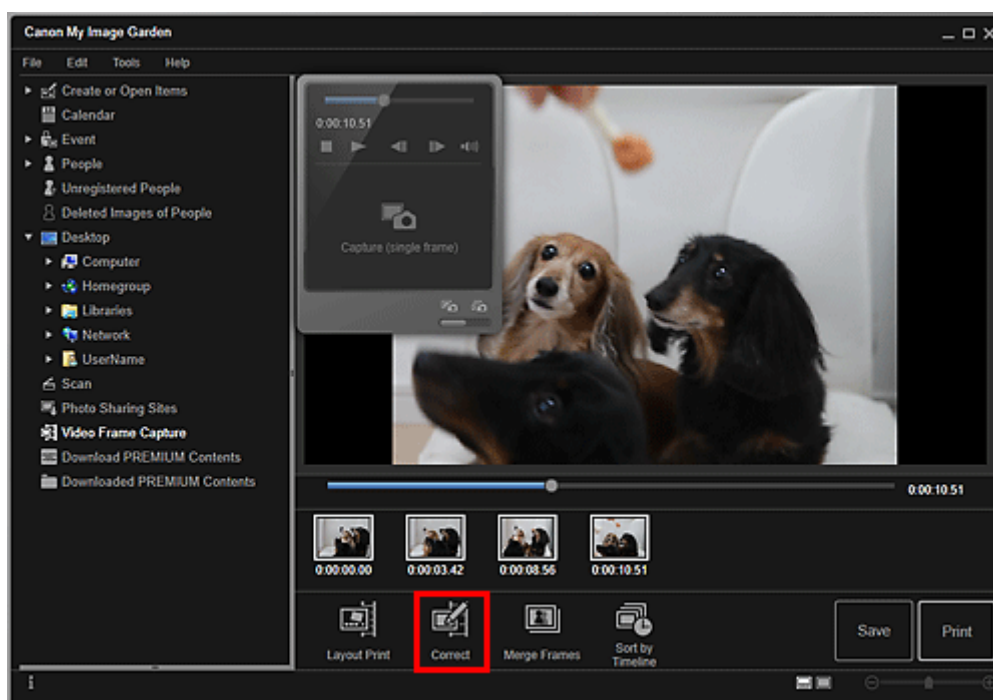 Canon My Image Garden
File Edit Tools Help
Create or Open Items
Calendar
Event
People
Unregistered People
Deleted Images of People
Desktop
Computer
Homegroup
Libraries
Network
UserName
Scan
Photo Sharing Sites
Video Frame Capture
Download PREMIUM Contents
Downloaded PREMIUM Contents
0:00:10.51
Capture (single frame)
0:00:10.51
0:00:00.00 0:00:03.42 0:00:08.56 0:00:10.51
Layout Print Correct Merge Frames Sort by
Timeline
Save Print